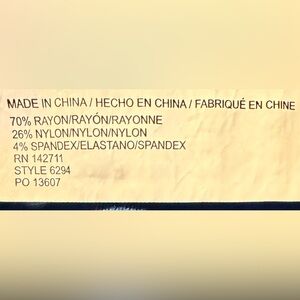 MADE IN CHINA / HECHO EN CHINA / FABRIQUÉ EN CHINE
70% RAYON/RAYÓN/RAYONNE
26% NYLON/NYLON/NYLON
4% SPANDEX/ELASTANO/SPANDEX
RN 142711
STYLE 6294
PO 13607